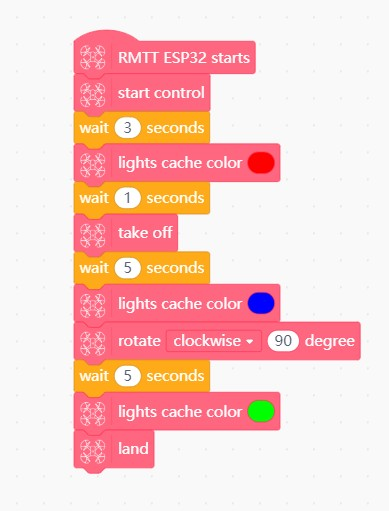 RMTT ESP32 starts
start control
wait 3 seconds
lights cache color
wait 1 seconds
take off
wait 5 seconds
lights cache color
rotate clockwise 90 degree
wait 5 seconds
lights cache color
land